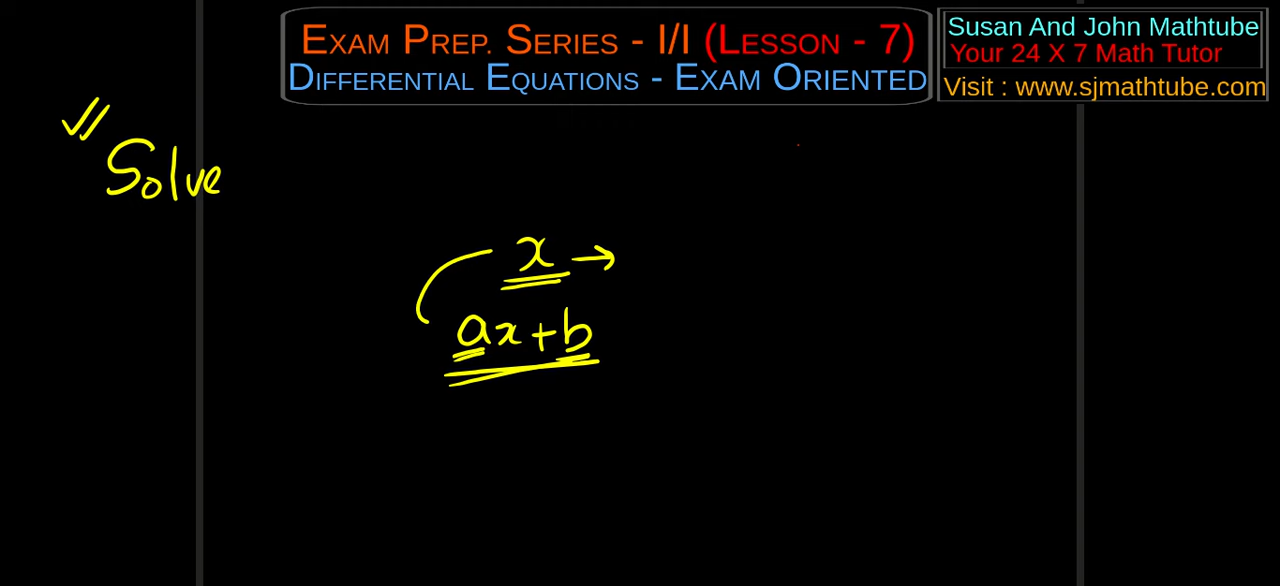 EXAM PREP. SERIES - I/I (LESSON - 7)
DIFFERENTIAL EQUATIONS - EXAM ORIENTED
Susan And John Mathtube
Your 24 X 7 Math Tutor
Visit : www.sjmathtube.com
Solve
x →
ax+b